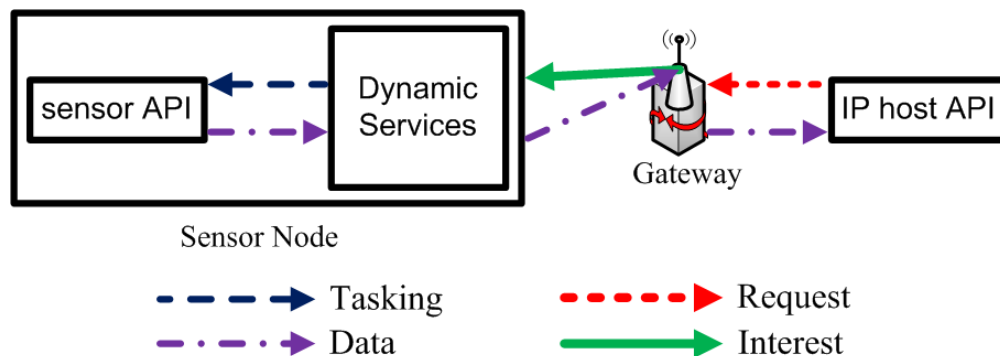 sensor API
Dynamic
Services
IP host API
Gateway
Sensor Node
Tasking
Request
Data
Interest